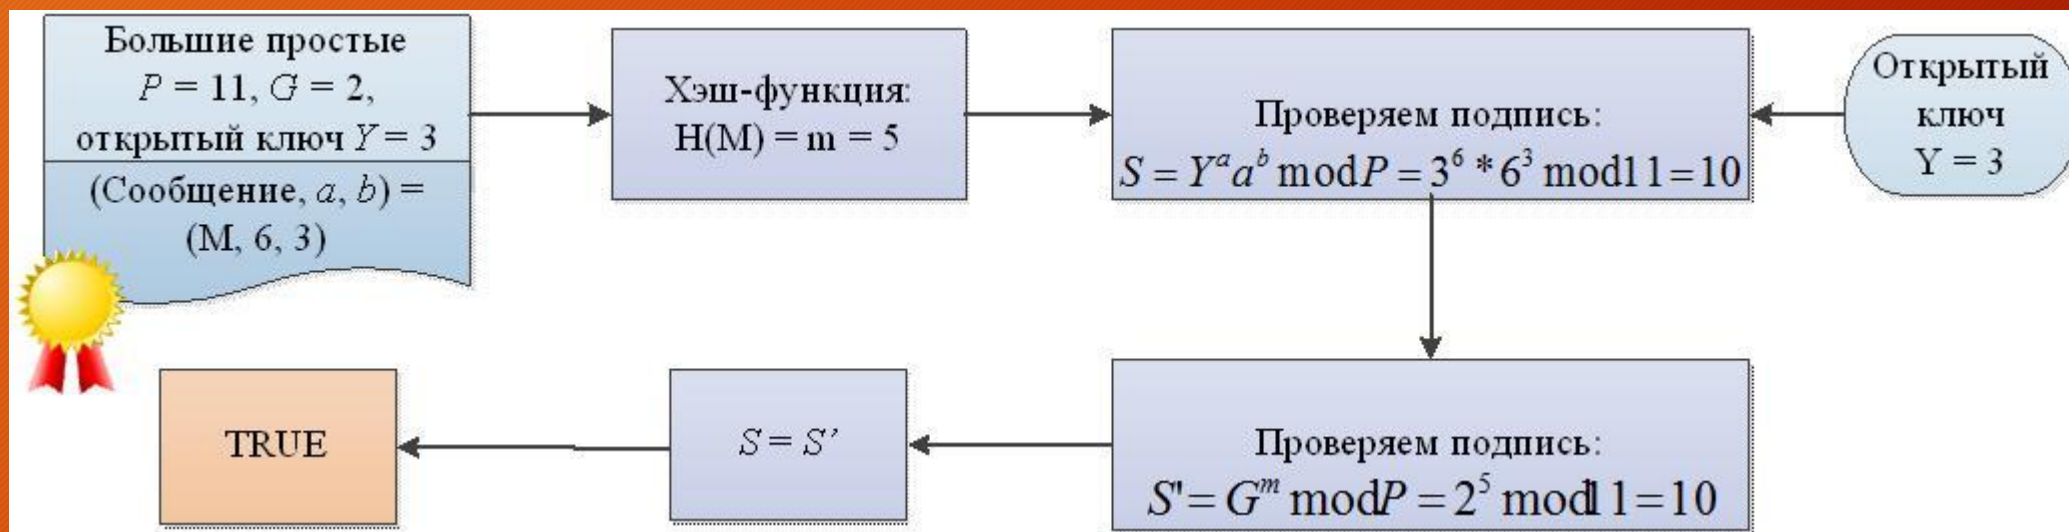 Большие простые
P = 11, G = 2,
открытый ключ Y = 3
(Сообщение, a, b) =
(M, 6, 3)
Хэш-функция:
H(M) = m = 5
Проверяем подпись:
S = Y^a a^b mod P = 3^6 * 6^3 mod 11 = 10
Открытый
ключ
Y = 3
Проверяем подпись:
S' = G^m mod P = 2^5 mod 11 = 10
S = S’
TRUE